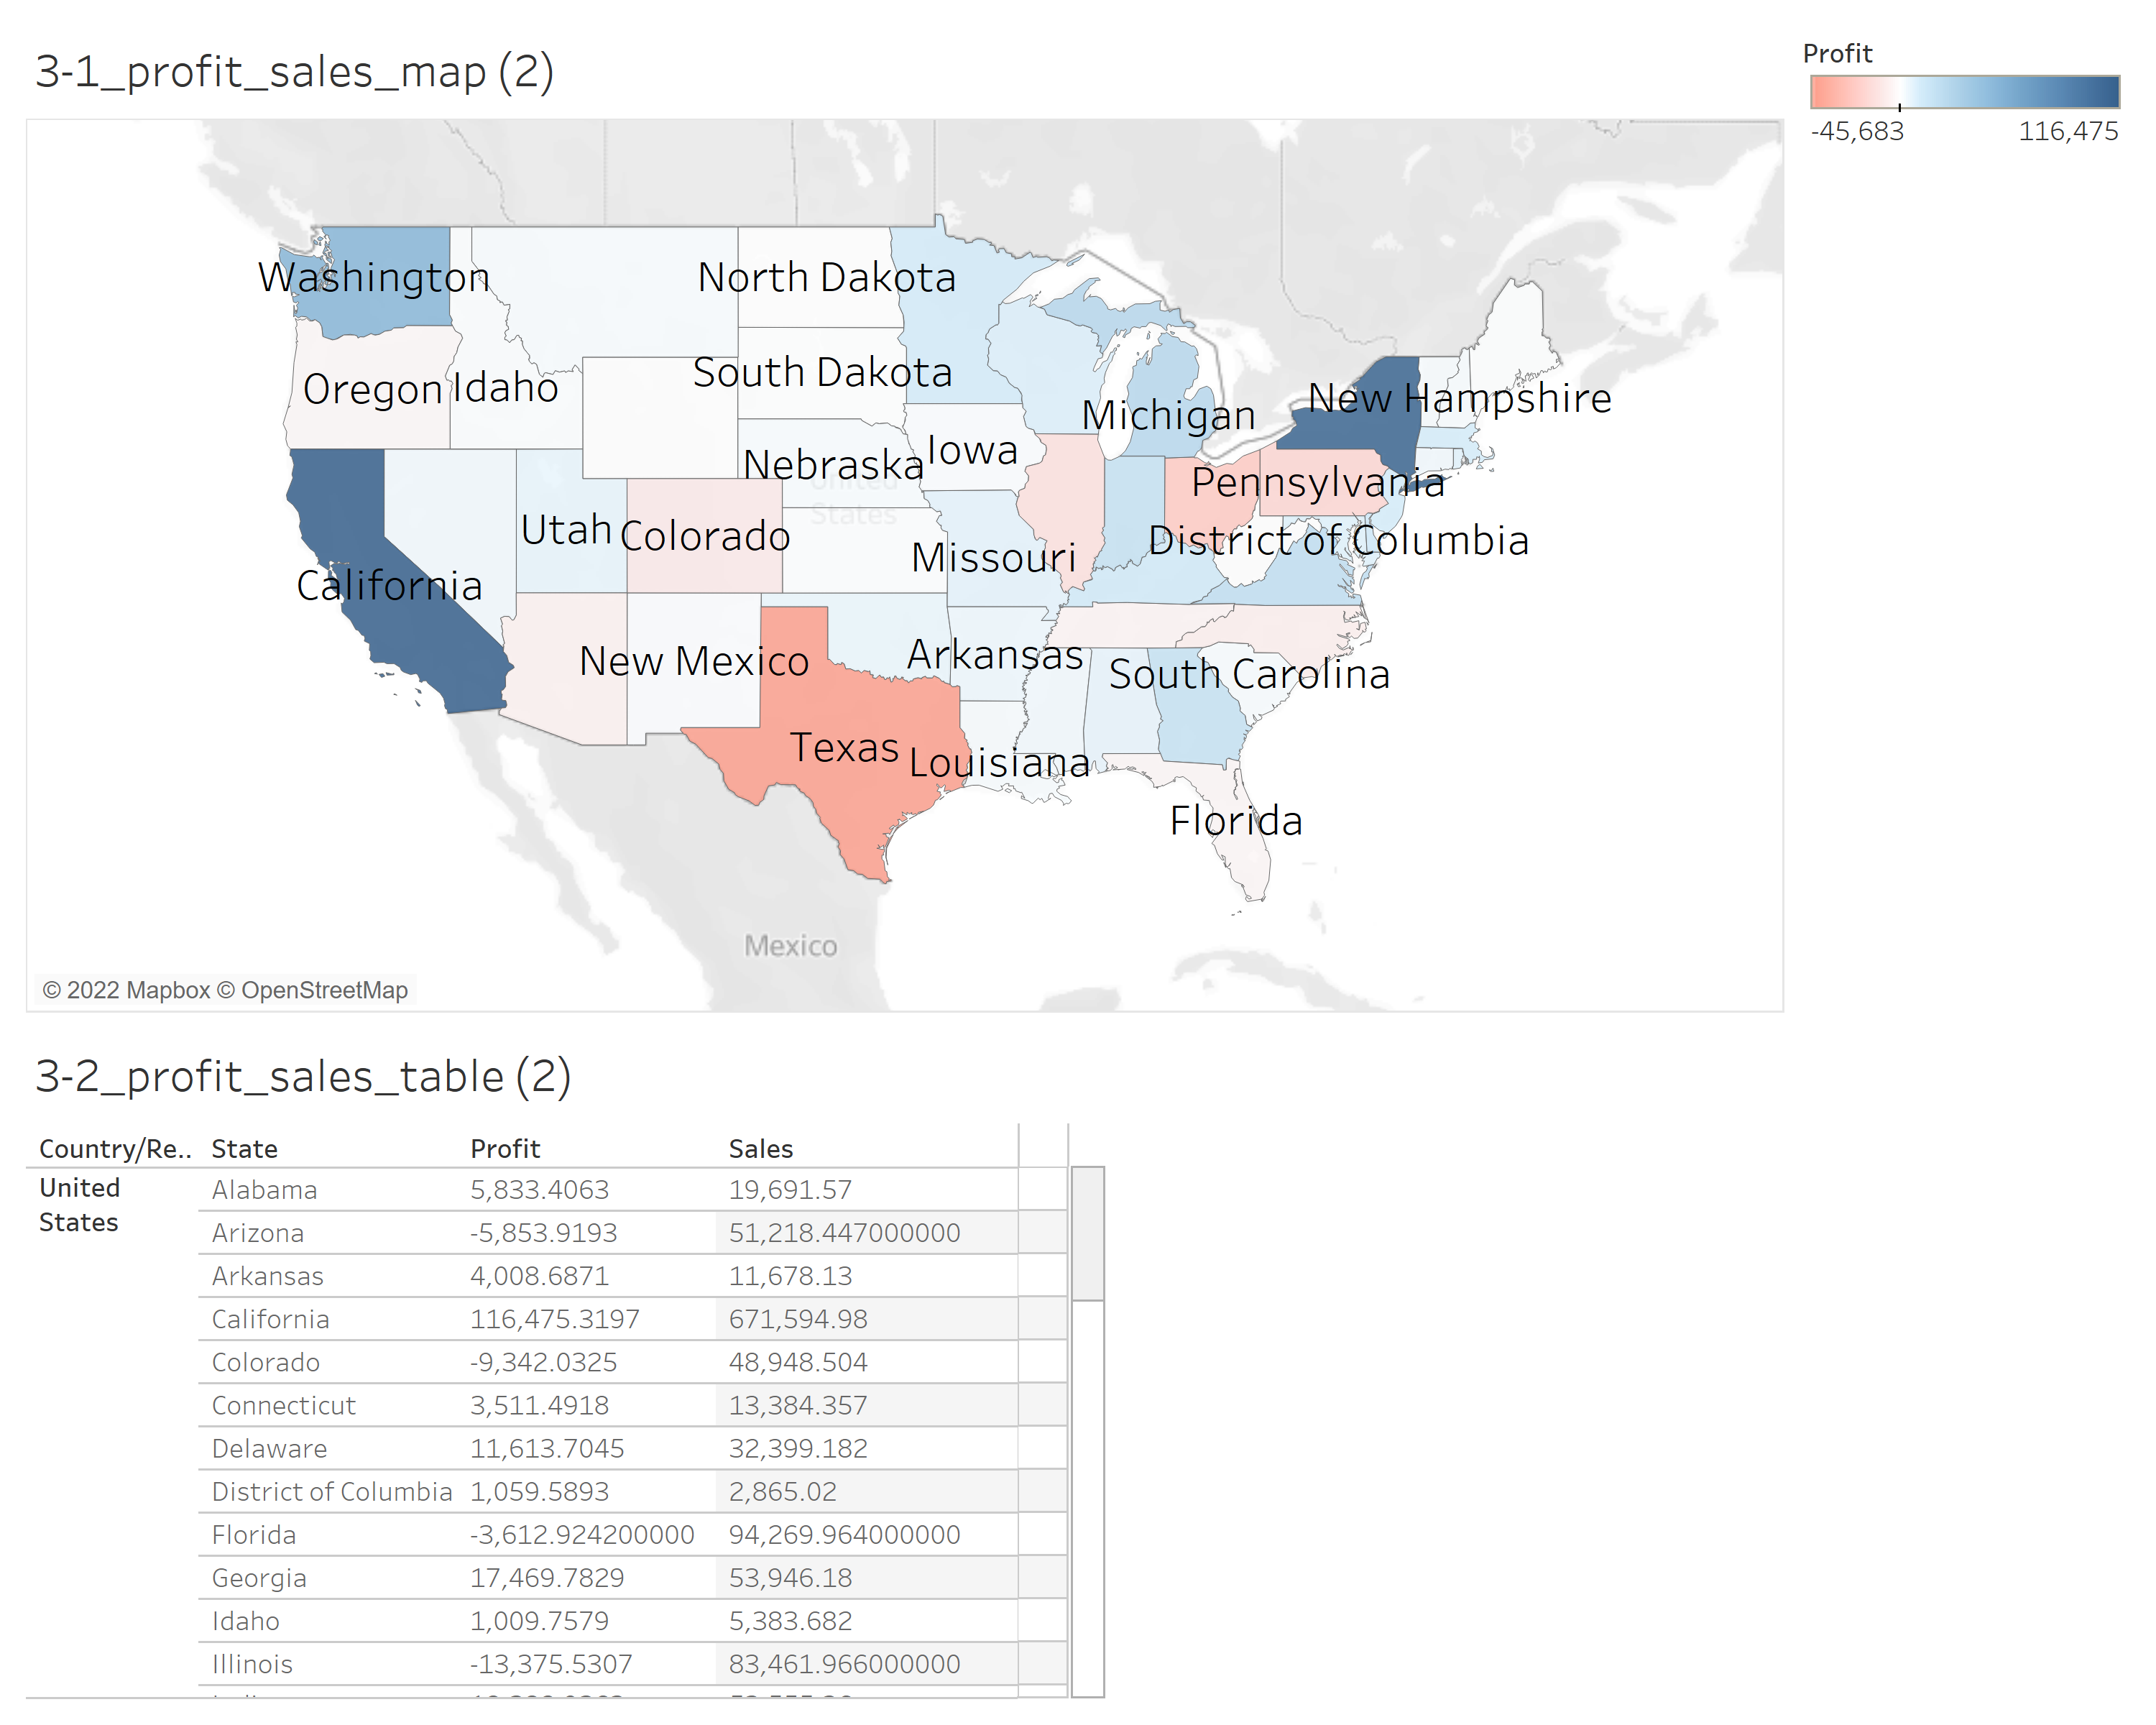 3-1_profit_sales_map (2)
Profit
-45,683 116,475
Washington
North Dakota
Oregon
Idaho
South Dakota
Michigan
New Hampshire
Iowa
Nebraska
United
States
Pennsylvania
Utah
Colorado
Missouri
District of Columbia
California
New Mexico
Arkansas
South Carolina
Texas
Louisiana
Florida
Mexico
© 2022 Mapbox © OpenStreetMap
3-2_profit_sales_table (2)
Country/Re.. State Profit Sales
United States
Alabama 5,833.4063 19,691.57
Arizona -5,853.9193 51,218.447000000
Arkansas 4,008.6871 11,678.13
California 116,475.3197 671,594.98
Colorado -9,342.0325 48,948.504
Connecticut 3,511.4918 13,384.357
Delaware 11,613.7045 32,399.182
District of Columbia 1,059.5893 2,865.02
Florida -3,612.924200000 94,269.964000000
Georgia 17,469.7829 53,946.18
Idaho 1,009.7579 5,383.682
Illinois -13,375.5307 83,461.966000000